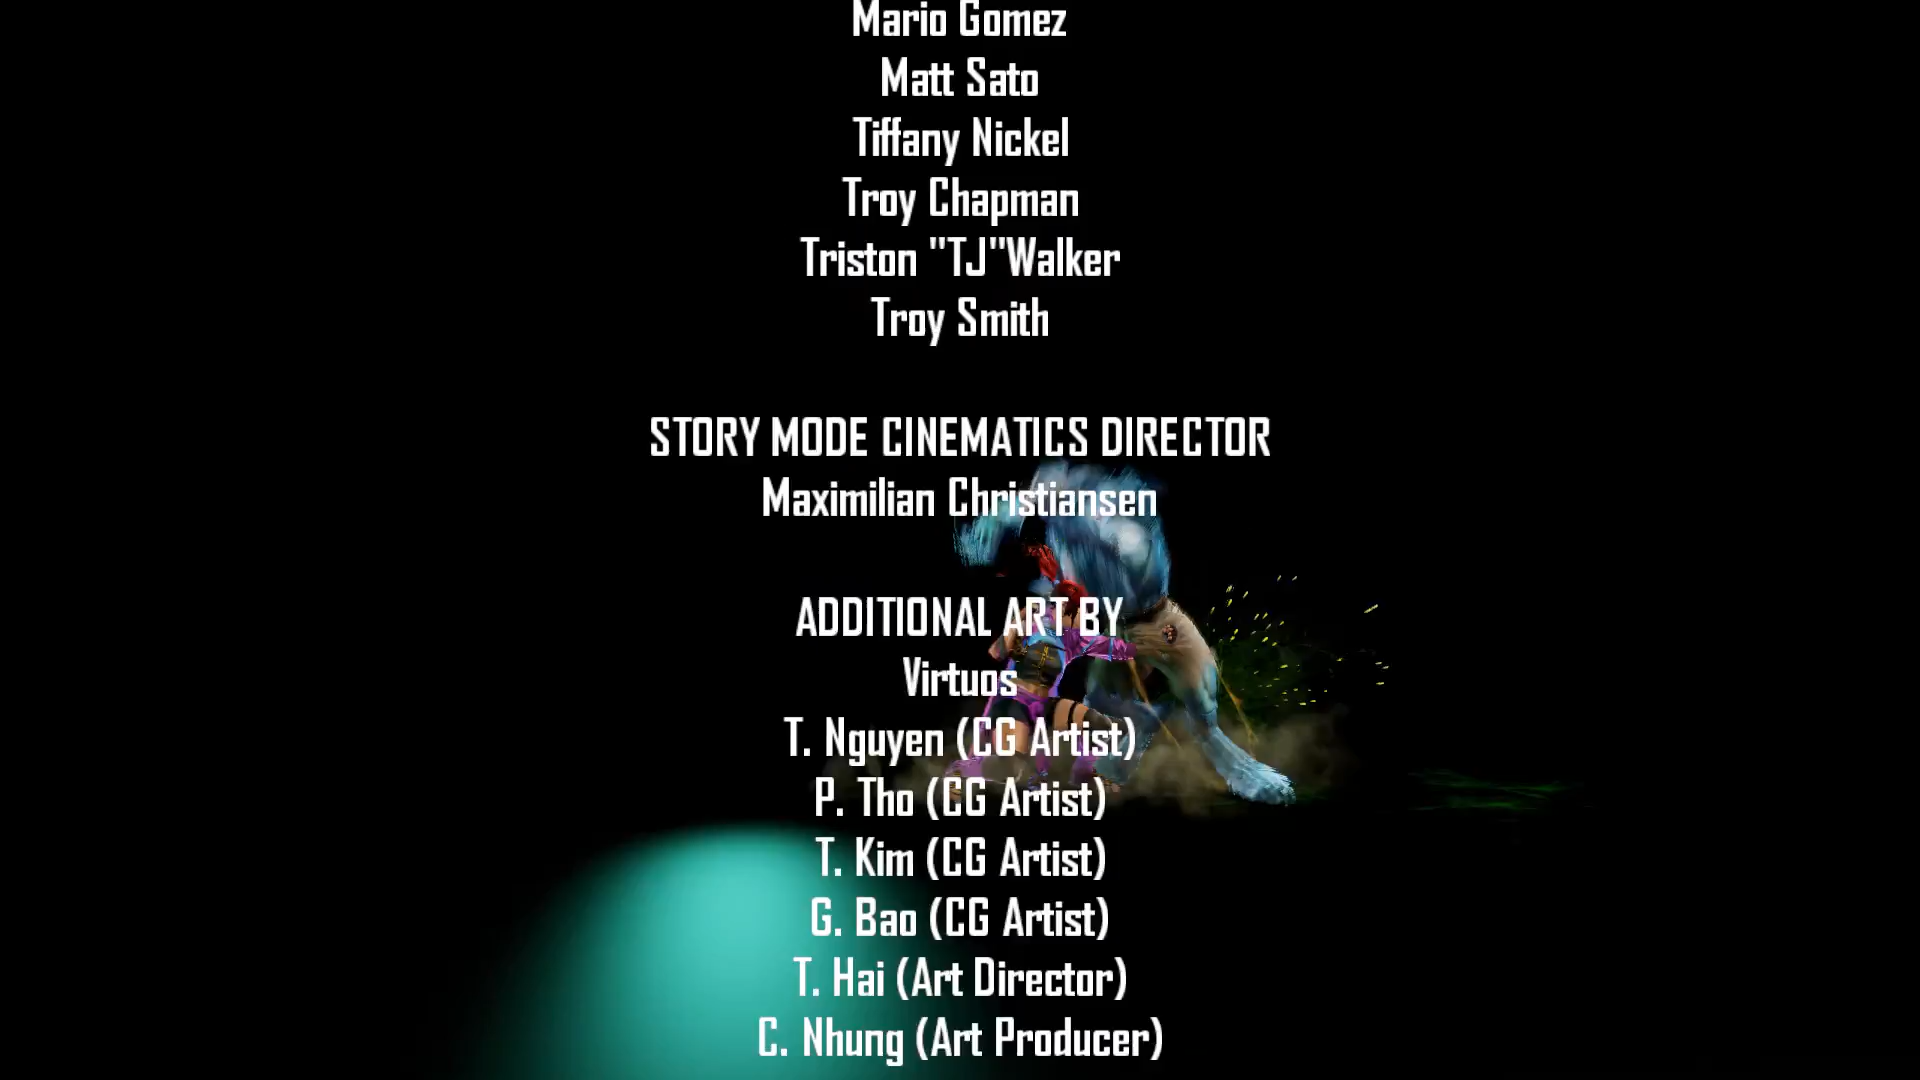 Mario Gomez
Matt Sato
Tiffany Nickel
Troy Chapman
Triston "TJ"Walker
Troy Smith
STORY MODE CINEMATICS DIRECTOR
Maximilian Christiansen
ADDITIONAL ART BY
Virtuos
T. Nguyen (CG Artist)
P. Tho (CG Artist)
T. Kim (CG Artist)
G. Bao (CG Artist)
T. Hai (Art Director)
C. Nhung (Art Producer)